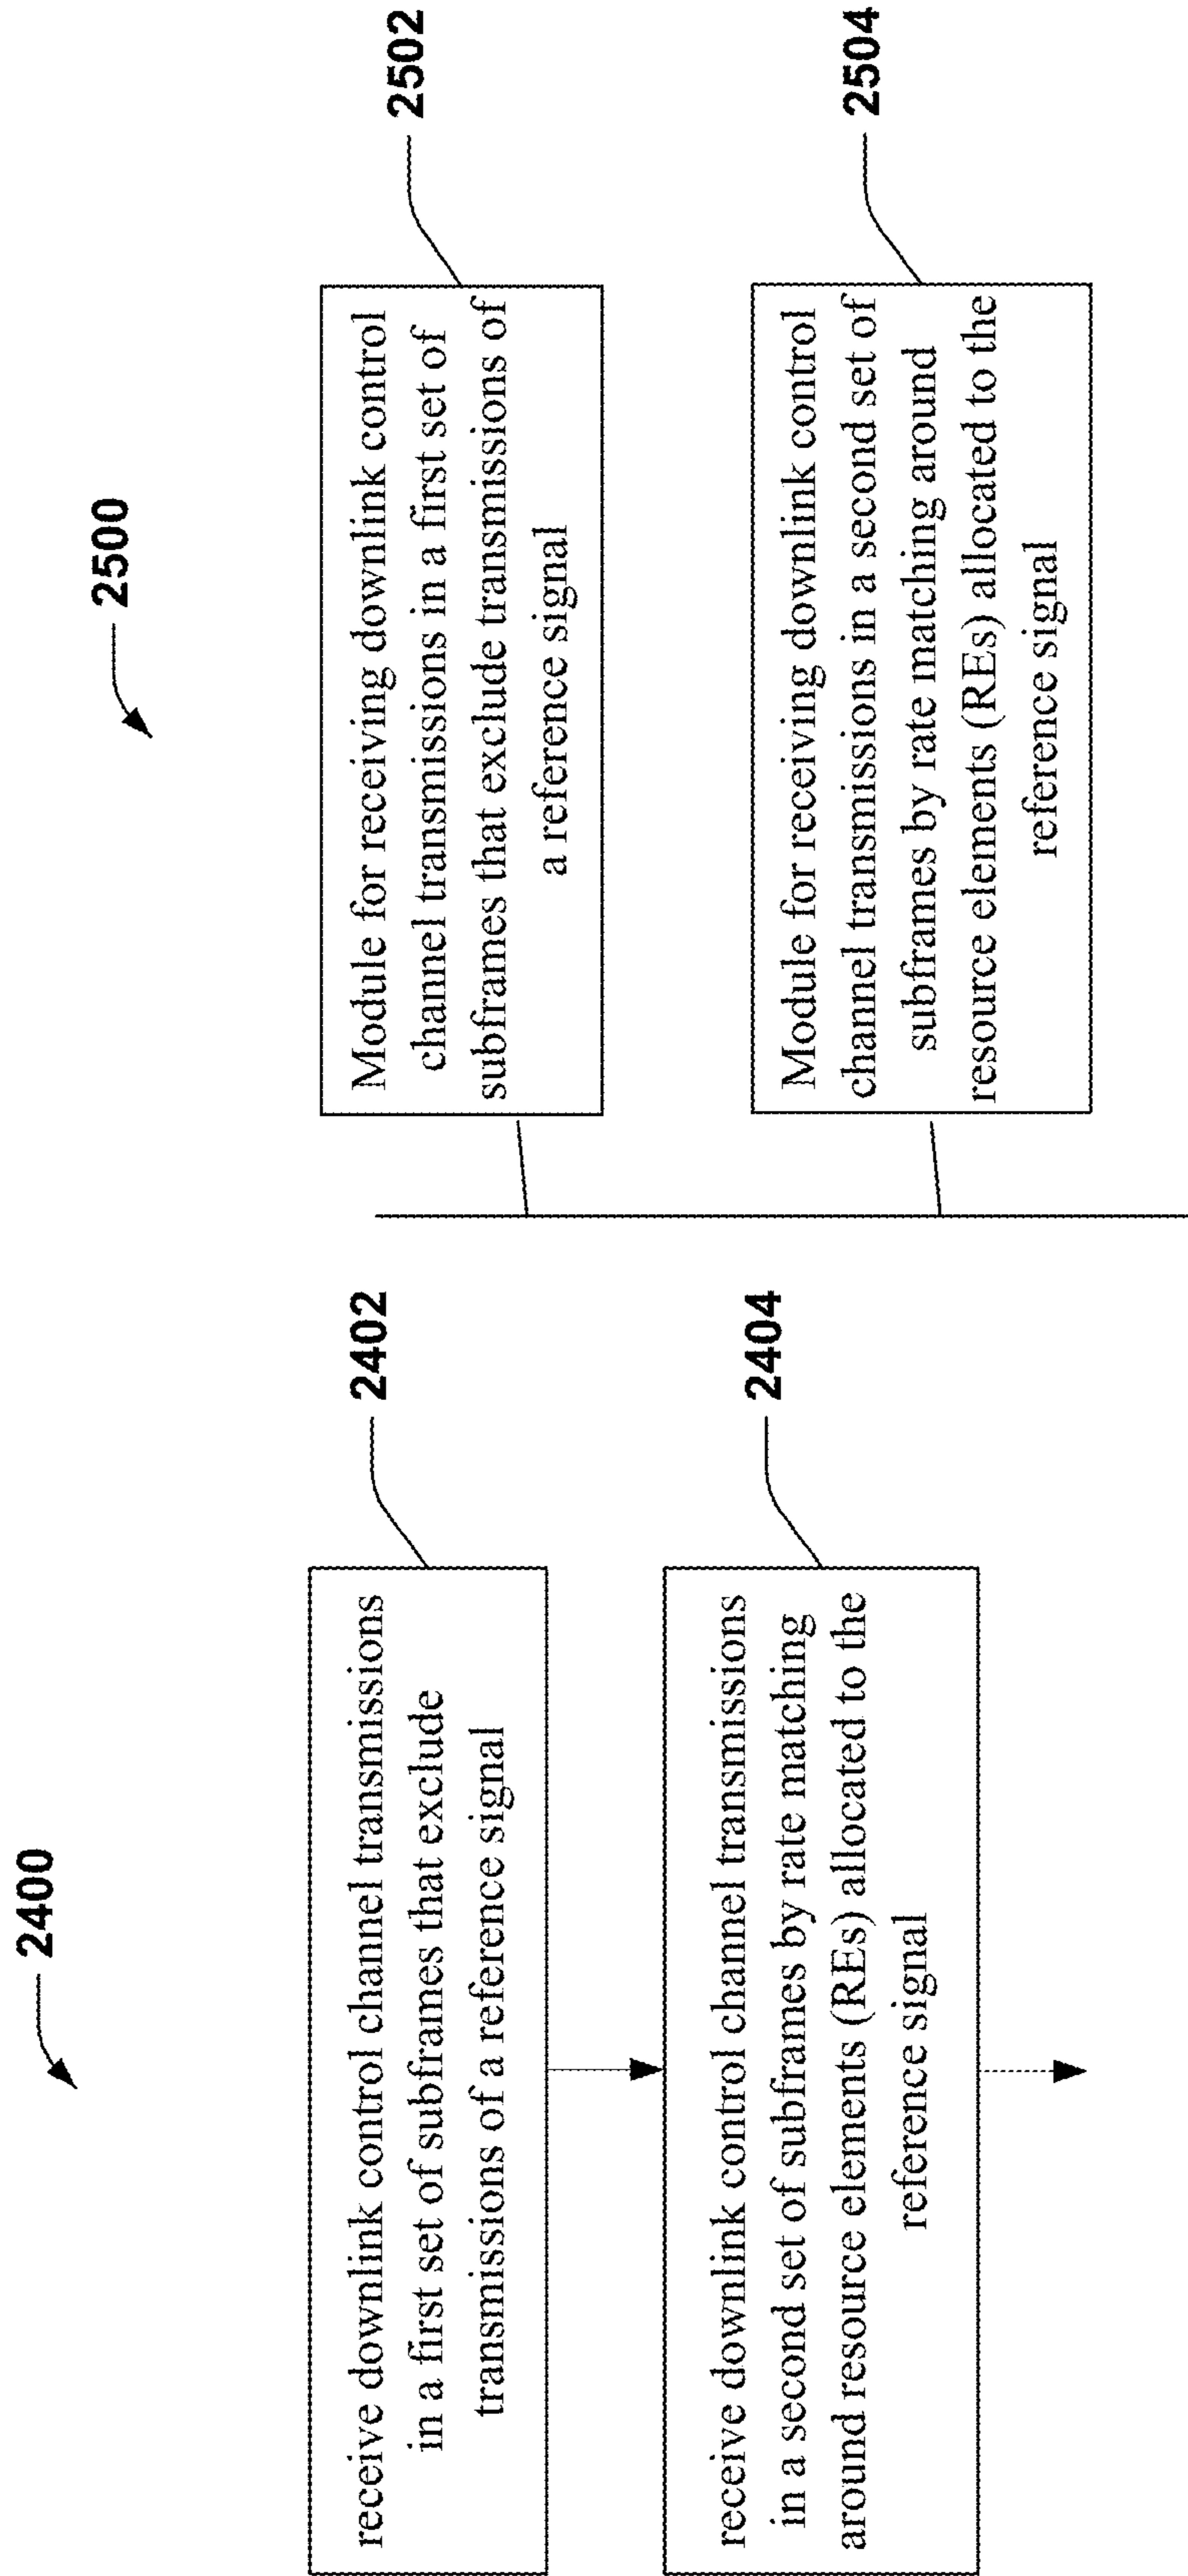 2400
receive downlink control channel transmissions
in a first set of subframes that exclude
transmissions of a reference signal
2402
receive downlink control channel transmissions
in a second set of subframes by rate matching
around resource elements (REs) allocated to the
reference signal
2404
2500
Module for receiving downlink control
channel transmissions in a first set of
subframes that exclude transmissions of
a reference signal
2502
Module for receiving downlink control
channel transmissions in a second set of
subframes by rate matching around
resource elements (REs) allocated to the
reference signal
2504